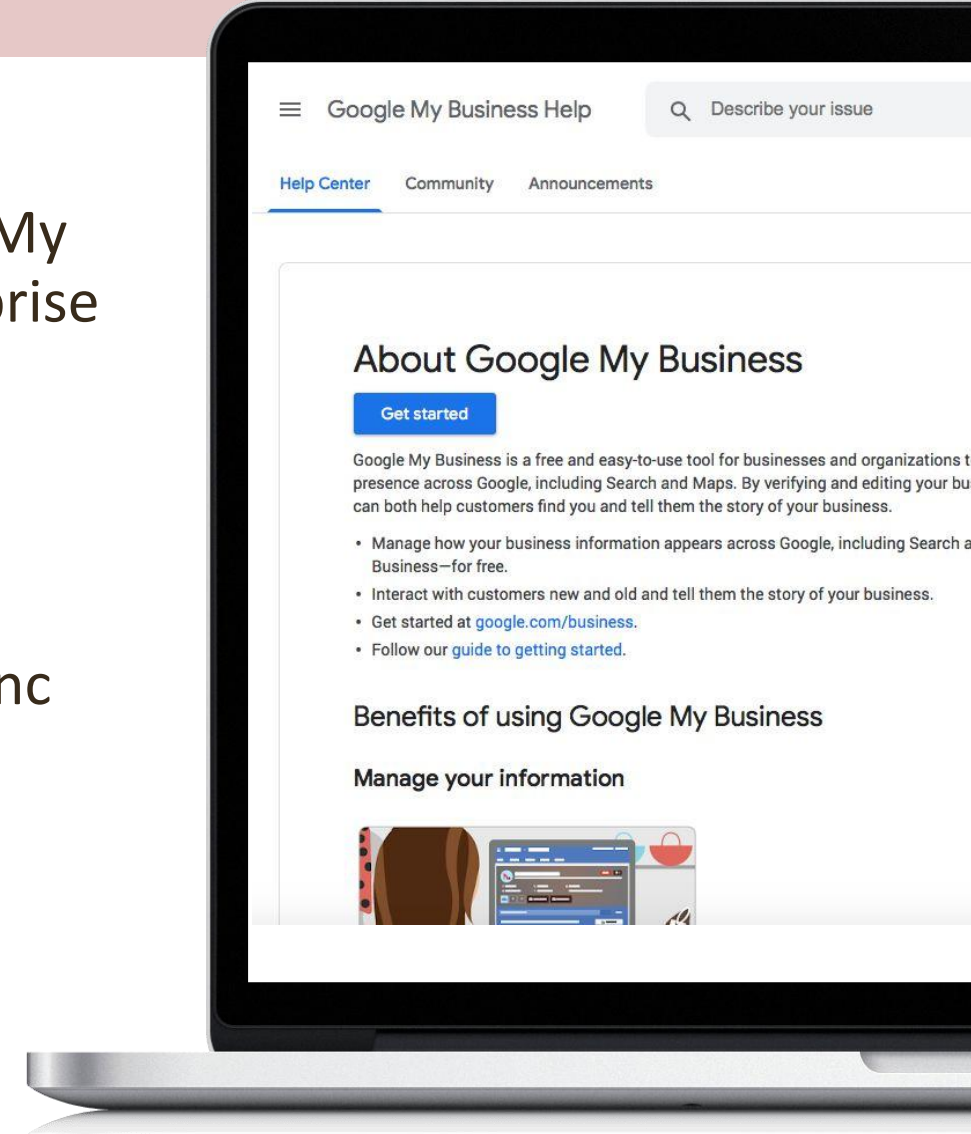 My
prise
nc
Google My Business Help
Describe your issue
Help Center
Community
Announcements
About Google My Business
Get started
Google My Business is a free and easy-to-use tool for businesses and organizations t
presence across Google, including Search and Maps. By verifying and editing your bus
can both help customers find you and tell them the story of your business.
• Manage how your business information appears across Google, including Search a
Business—for free.
• Interact with customers new and old and tell them the story of your business.
• Get started at google.com/business.
• Follow our guide to getting started.
Benefits of using Google My Business
Manage your information